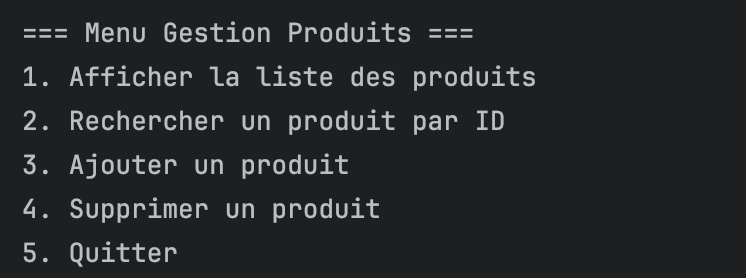 === Menu Gestion Produits ===
1. Afficher la liste des produits
2. Rechercher un produit par ID
3. Ajouter un produit
4. Supprimer un produit
5. Quitter